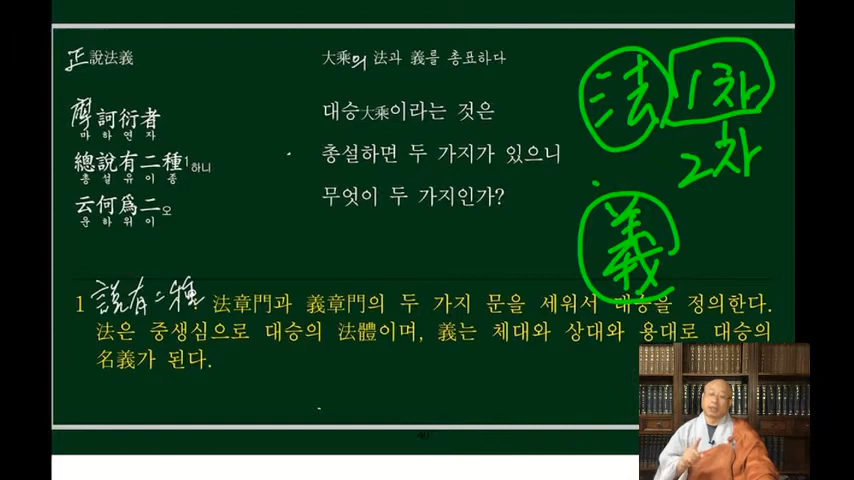 正說法義
大乘의 法과 義를 총표하다
摩訶衍者
마하연자
總說有二種1하니
총설유이종
云何爲二오
운하위이
대승大乘이라는 것은
총설하면 두 가지가 있으니
무엇이 두 가지인가?
法 1차
2차
義
1 說有二種 法章門과 義章門의 두 가지 문을 세워서 대승을 정의한다.
法은 중생심으로 대승의 法體이며, 義는 체대와 상대와 용대로 대승의
名義가 된다.
40